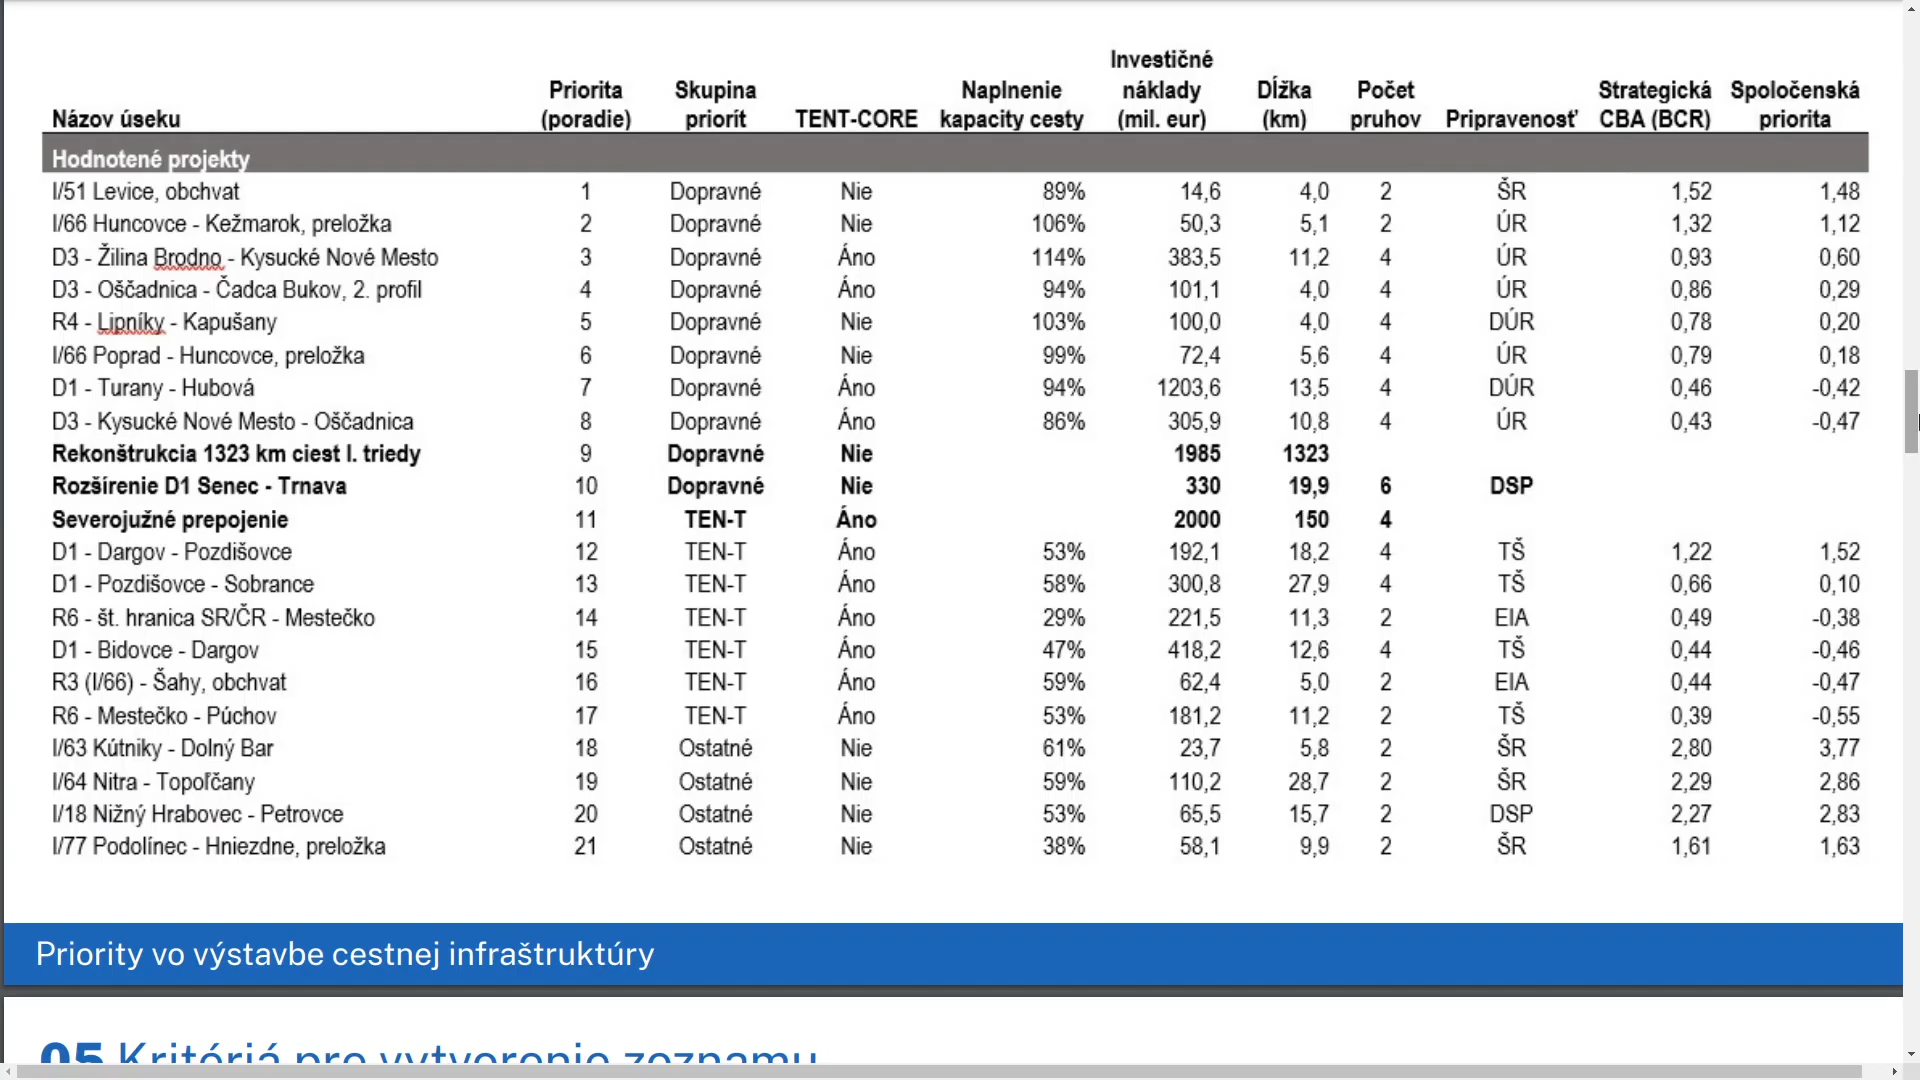 Názov úseku Priorita (poradie) Skupina priorít TENT-CORE Naplnenie kapacity cesty Investičné náklady (mil. eur) Dĺžka (km) Počet pruhov Pripravenosť Strategická CBA (BCR) Spoločenská priorita
Hodnotené projekty
I/51 Levice, obchvat 1 Dopravné Nie 89% 14,6 4,0 2 ŠR 1,52 1,48
I/66 Huncovce - Kežmarok, preložka 2 Dopravné Nie 106% 50,3 5,1 2 ÚR 1,32 1,12
D3 - Žilina Brodno - Kysucké Nové Mesto 3 Dopravné Áno 114% 383,5 11,2 4 ÚR 0,93 0,60
D3 - Oščadnica - Čadca Bukov, 2. profil 4 Dopravné Áno 94% 101,1 4,0 4 ÚR 0,86 0,29
R4 - Lipníky - Kapušany 5 Dopravné Nie 103% 100,0 4,0 4 DÚR 0,78 0,20
I/66 Poprad - Huncovce, preložka 6 Dopravné Nie 99% 72,4 5,6 4 ÚR 0,79 0,18
D1 - Turany - Hubová 7 Dopravné Áno 94% 1203,6 13,5 4 DÚR 0,46 -0,42
D3 - Kysucké Nové Mesto - Oščadnica 8 Dopravné Áno 86% 305,9 10,8 4 ÚR 0,43 -0,47
Rekonštrukcia 1323 km ciest I. triedy 9 Dopravné Nie 1985 1323
Rozšírenie D1 Senec - Trnava 10 Dopravné Nie 330 19,9 6 DSP
Severojužné prepojenie 11 TEN-T Áno 2000 150 4
D1 - Dargov - Pozdišovce 12 TEN-T Áno 53% 192,1 18,2 4 TŠ 1,22 1,52
D1 - Pozdišovce - Sobrance 13 TEN-T Áno 58% 300,8 27,9 4 TŠ 0,66 0,10
R6 - št. hranica SR/ČR - Mestečko 14 TEN-T Áno 29% 221,5 11,3 2 EIA 0,49 -0,38
D1 - Bidovce - Dargov 15 TEN-T Áno 47% 418,2 12,6 4 TŠ 0,44 -0,46
R3 (I/66) - Šahy, obchvat 16 TEN-T Áno 59% 62,4 5,0 2 EIA 0,44 -0,47
R6 - Mestečko - Púchov 17 TEN-T Áno 53% 181,2 11,2 2 TŠ 0,39 -0,55
I/63 Kútniky - Dolný Bar 18 Ostatné Nie 61% 23,7 5,8 2 ŠR 2,80 3,77
I/64 Nitra - Topoľčany 19 Ostatné Nie 59% 110,2 28,7 2 ŠR 2,29 2,86
I/18 Nižný Hrabovec - Petrovce 20 Ostatné Nie 53% 65,5 15,7 2 DSP 2,27 2,83
I/77 Podolínec - Hniezdne, preložka 21 Ostatné Nie 38% 58,1 9,9 2 ŠR 1,61 1,63
Priority vo výstavbe cestnej infraštruktúry
05 Kritériá pre vytvorenie zoznamu